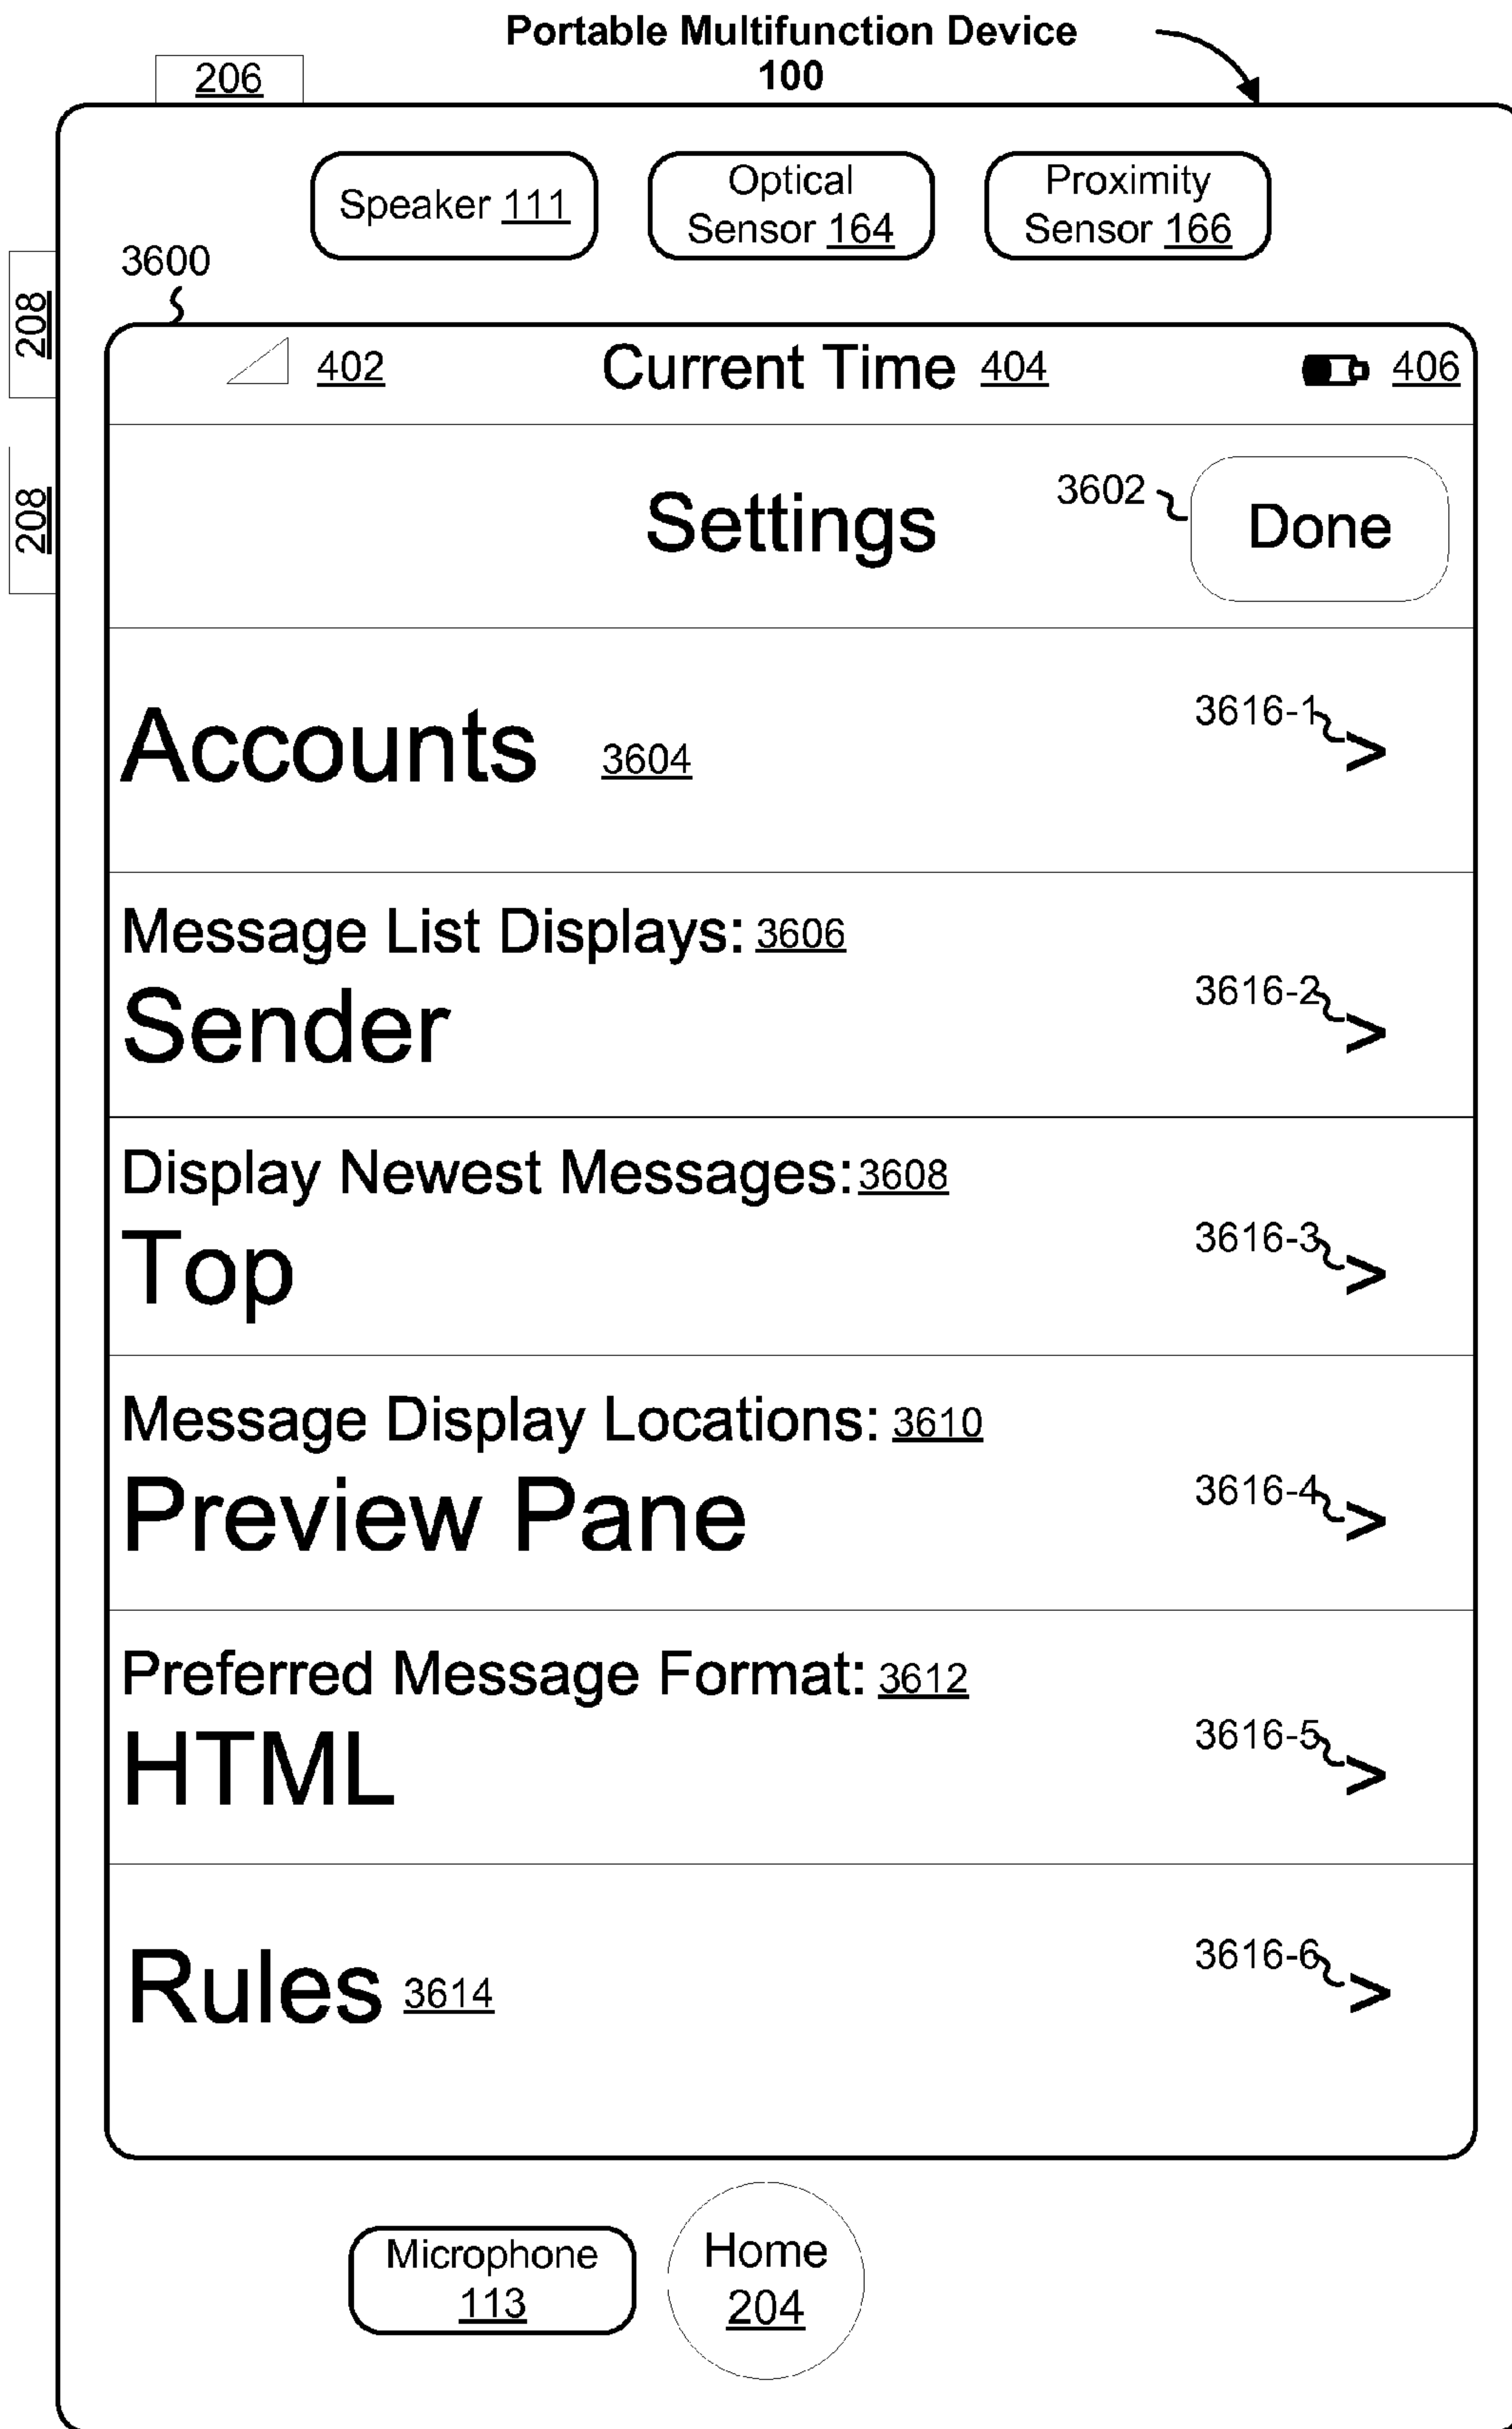 Portable Multifunction Device
100
206
Speaker 111
Optical
Sensor 164
Proximity
Sensor 166
3600
208
402
Current Time 404
406
208
Settings
3602
Done
Accounts 3604
3616-1
>
Message List Displays: 3606
Sender
3616-2
>
Display Newest Messages: 3608
Top
3616-3
>
Message Display Locations: 3610
Preview Pane
3616-4
>
Preferred Message Format: 3612
HTML
3616-5
>
Rules 3614
3616-6
>
Microphone
113
Home
204